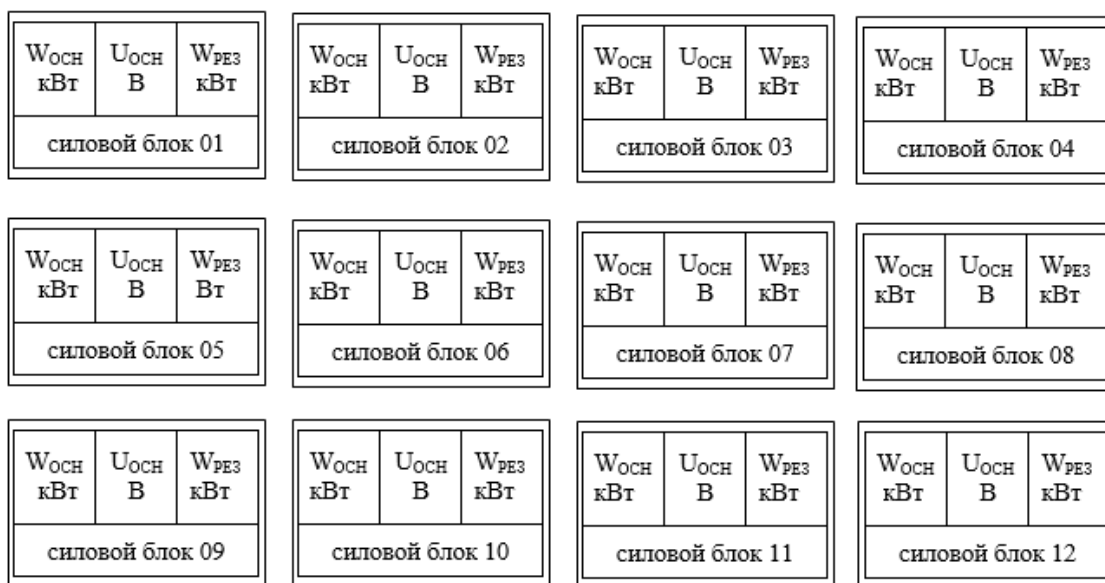 WОСН UОСН WРЕЗ WОСН UОСН WРЕЗ WОСН UОСН WРЕЗ WОСН UОСН WРЕЗ
кВт В кВт кВт В кВт кВт В кВт кВт В кВт
силовой блок 01 силовой блок 02 силовой блок 03 силовой блок 04
WОСН UОСН WРЕЗ WОСН UОСН WРЕЗ WОСН UОСН WРЕЗ WОСН UОСН WРЕЗ
кВт В Вт кВт В кВт кВт В кВт кВт В кВт
силовой блок 05 силовой блок 06 силовой блок 07 силовой блок 08
WОСН UОСН WРЕЗ WОСН UОСН WРЕЗ WОСН UОСН WРЕЗ WОСН UОСН WРЕЗ
кВт В кВт кВт В кВт кВт В кВт кВт В кВт
силовой блок 09 силовой блок 10 силовой блок 11 силовой блок 12